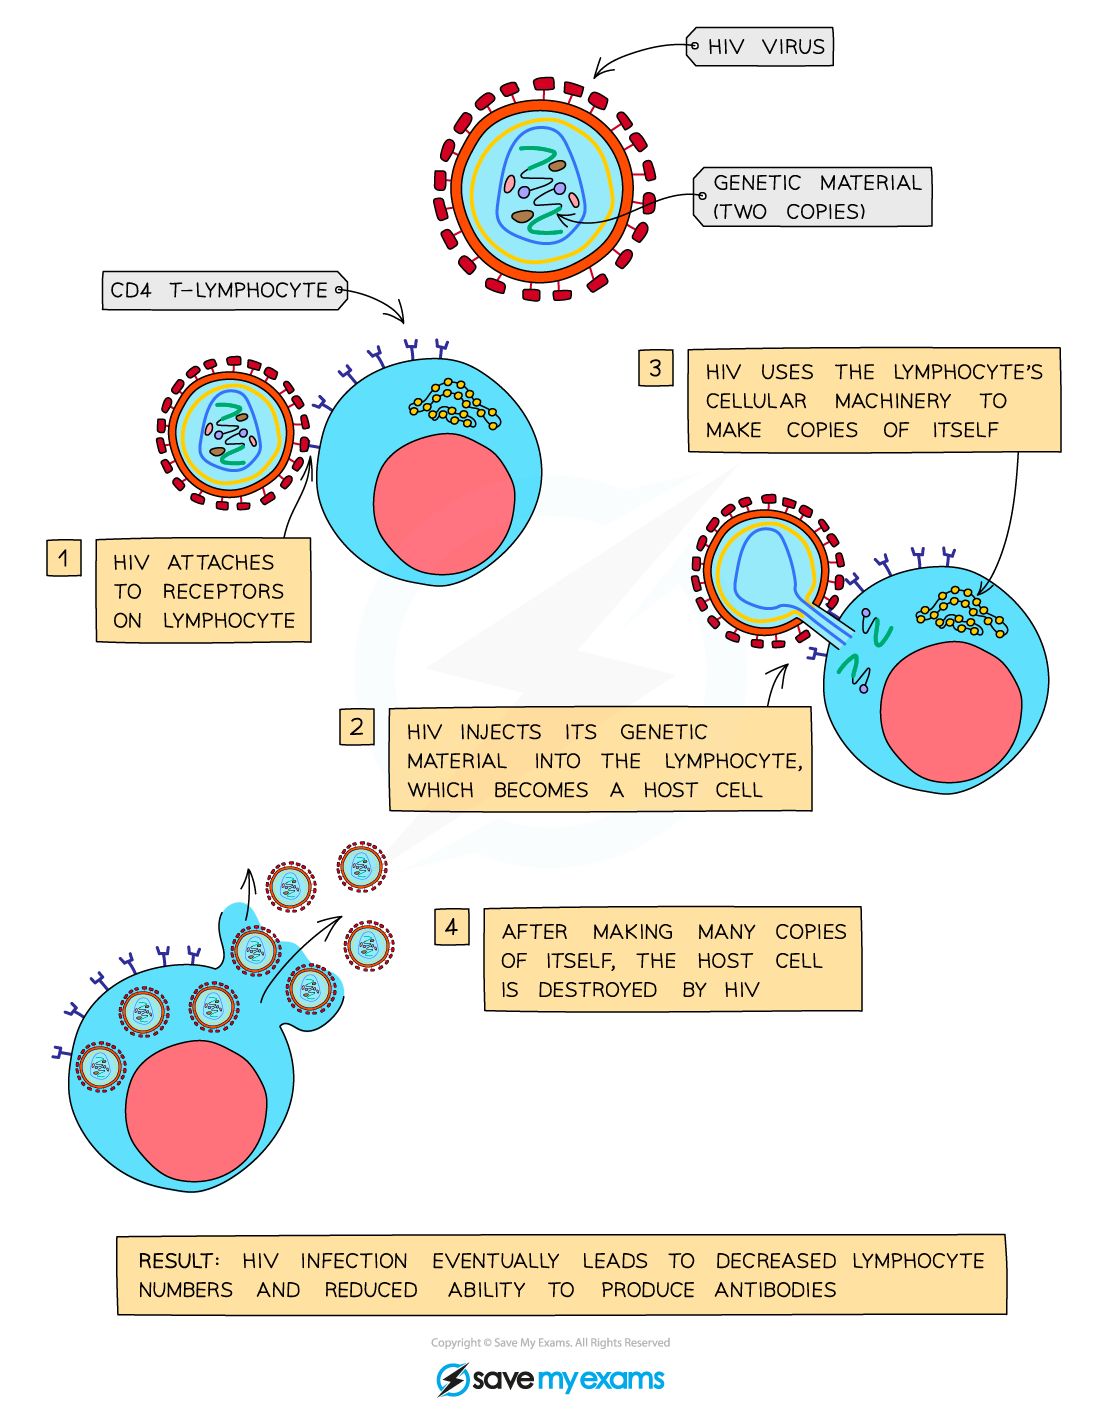 HIV VIRUS
GENETIC MATERIAL
(TWO COPIES)
CD4 T-LYMPHOCYTE
1
HIV ATTACHES
TO RECEPTORS
ON LYMPHOCYTE
3
HIV USES THE LYMPHOCYTE'S
CELLULAR MACHINERY TO
MAKE COPIES OF ITSELF
2
HIV INJECTS ITS GENETIC
MATERIAL INTO THE LYMPHOCYTE,
WHICH BECOMES A HOST CELL
4
AFTER MAKING MANY COPIES
OF ITSELF, THE HOST CELL
IS DESTROYED BY HIV
RESULT: HIV INFECTION EVENTUALLY LEADS TO DECREASED LYMPHOCYTE
NUMBERS AND REDUCED ABILITY TO PRODUCE ANTIBODIES
Copyright © Save My Exams. All Rights Reserved
save my exams